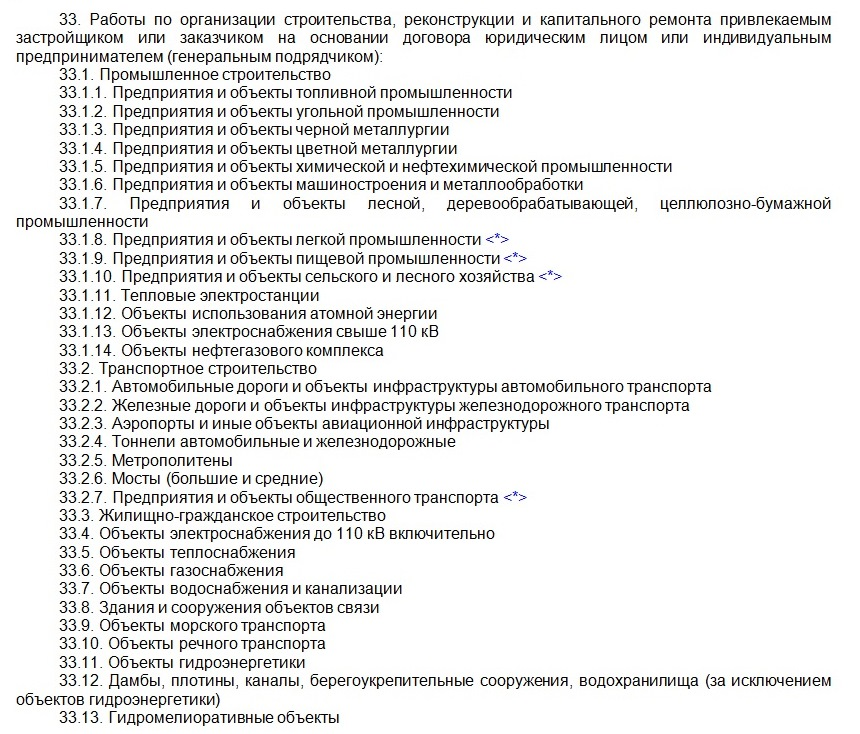 33. Работы по организации строительства, реконструкции и капитального ремонта привлекаемым
застройщиком или заказчиком на основании договора юридическим лицом или индивидуальным
предпринимателем (генеральным подрядчиком):
33.1. Промышленное строительство
33.1.1. Предприятия и объекты топливной промышленности
33.1.2. Предприятия и объекты угольной промышленности
33.1.3. Предприятия и объекты черной металлургии
33.1.4. Предприятия и объекты цветной металлургии
33.1.5. Предприятия и объекты химической и нефтехимической промышленности
33.1.6. Предприятия и объекты машиностроения и металлообработки
33.1.7. Предприятия и объекты лесной, деревообрабатывающей, целлюлозно-бумажной
промышленности
33.1.8. Предприятия и объекты легкой промышленности <*>
33.1.9. Предприятия и объекты пищевой промышленности <*>
33.1.10. Предприятия и объекты сельского и лесного хозяйства <*>
33.1.11. Тепловые электростанции
33.1.12. Объекты использования атомной энергии
33.1.13. Объекты электроснабжения свыше 110 кВ
33.1.14. Объекты нефтегазового комплекса
33.2. Транспортное строительство
33.2.1. Автомобильные дороги и объекты инфраструктуры автомобильного транспорта
33.2.2. Железные дороги и объекты инфраструктуры железнодорожного транспорта
33.2.3. Аэропорты и иные объекты авиационной инфраструктуры
33.2.4. Тоннели автомобильные и железнодорожные
33.2.5. Метрополитены
33.2.6. Мосты (большие и средние)
33.2.7. Предприятия и объекты общественного транспорта <*>
33.3. Жилищно-гражданское строительство
33.4. Объекты электроснабжения до 110 кВ включительно
33.5. Объекты теплоснабжения
33.6. Объекты газоснабжения
33.7. Объекты водоснабжения и канализации
33.8. Здания и сооружения объектов связи
33.9. Объекты морского транспорта
33.10. Объекты речного транспорта
33.11. Объекты гидроэнергетики
33.12. Дамбы, плотины, каналы, берегоукрепительные сооружения, водохранилища (за исключением
объектов гидроэнергетики)
33.13. Гидромелиоративные объекты